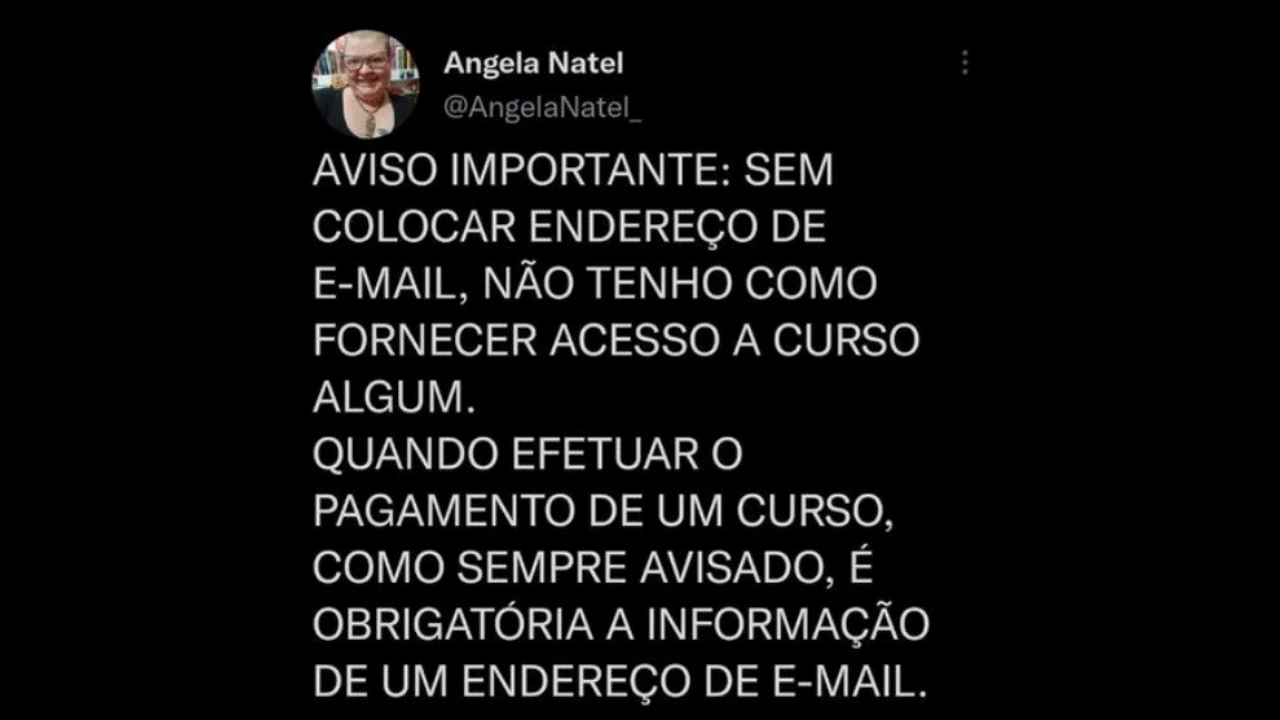 Angela Natel
@AngelaNatel_
AVISO IMPORTANTE: SEM
COLOCAR ENDEREÇO DE
E-MAIL, NÃO TENHO COMO
FORNECER ACESSO A CURSO
ALGUM.
QUANDO EFETUAR O
PAGAMENTO DE UM CURSO,
COMO SEMPRE AVISADO, É
OBRIGATÓRIA A INFORMAÇÃO
DE UM ENDEREÇO DE E-MAIL.